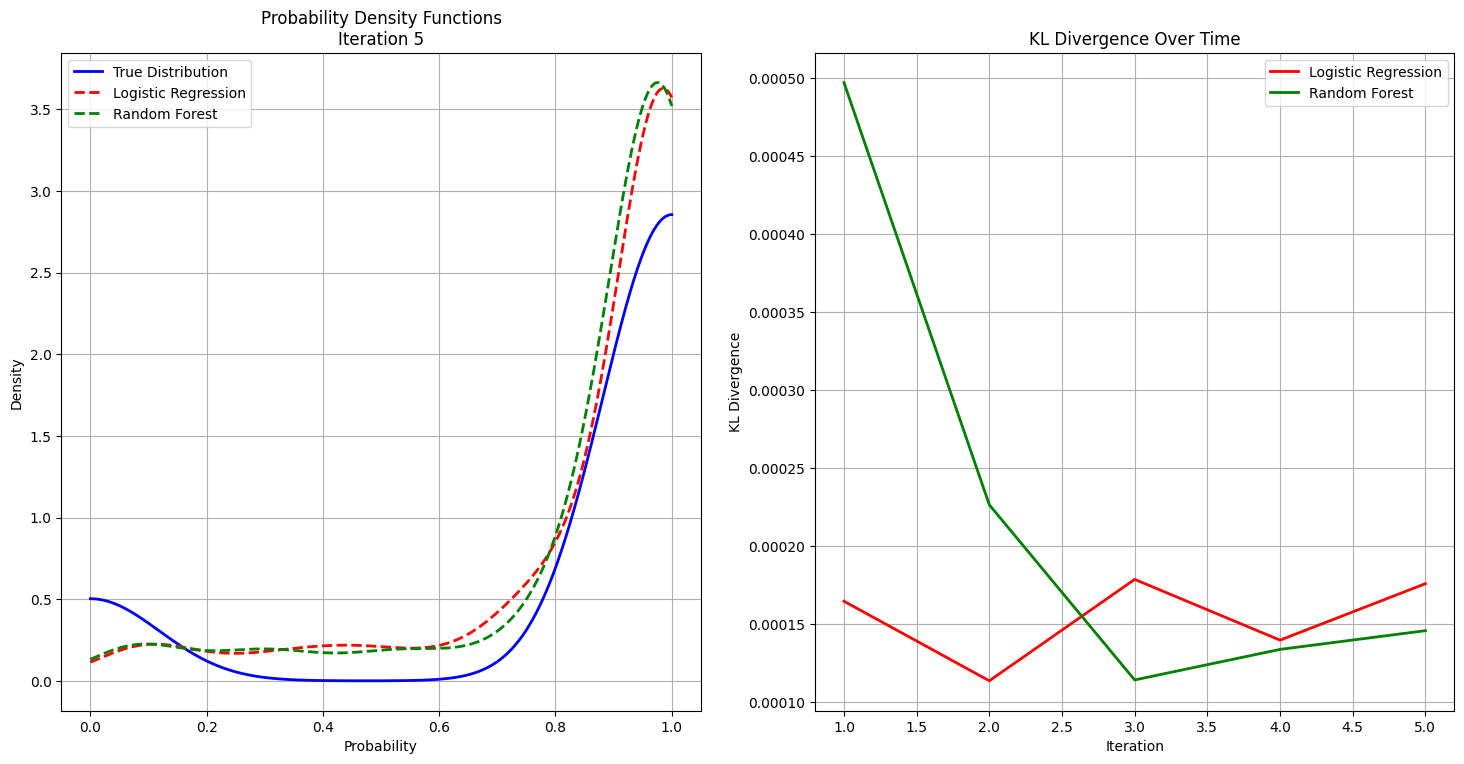 Probability Density Functions
Iteration 5
True Distribution
Logistic Regression
Random Forest
3.5
3.0
2.5
2.0
1.5
1.0
0.5
0.0
Density
0.0 0.2 0.4 0.6 0.8 1.0
Probability
KL Divergence Over Time
Logistic Regression
Random Forest
0.00050
0.00045
0.00040
0.00035
0.00030
0.00025
0.00020
0.00015
0.00010
KL Divergence
1.0 1.5 2.0 2.5 3.0 3.5 4.0 4.5 5.0
Iteration